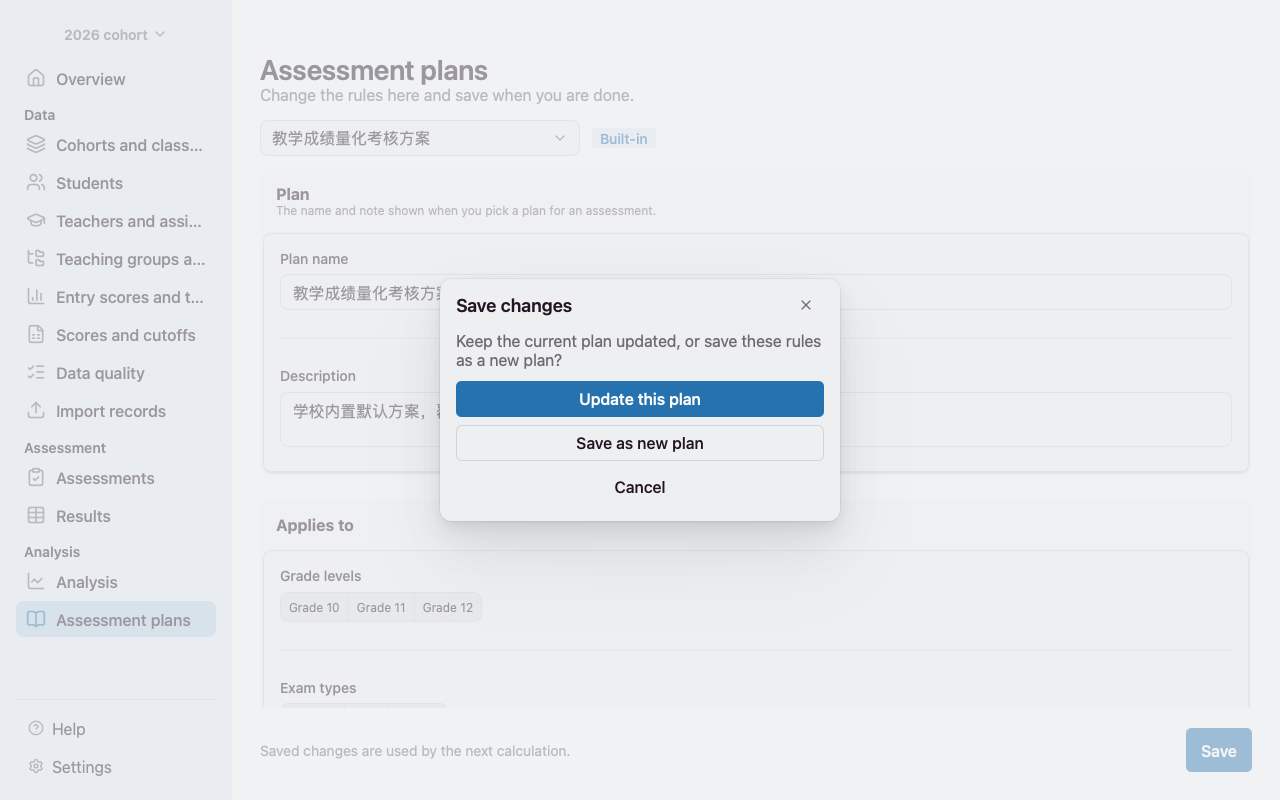 2026 cohort
Overview
Data
Cohorts and class...
Students
Teachers and assi...
Teaching groups a...
Entry scores and t...
Scores and cutoffs
Data quality
Import records
Assessment
Assessments
Results
Analysis
Analysis
Assessment plans
Help
Settings
Assessment plans
Change the rules here and save when you are done.
教学成绩量化考核方案
Built-in
Plan
The name and note shown when you pick a plan for an assessment.
Plan name
教学成绩量化考核方
Description
学校内置默认方案，
Save changes
Keep the current plan updated, or save these rules
as a new plan?
Update this plan
Save as new plan
Cancel
Applies to
Grade levels
Grade 10
Grade 11
Grade 12
Exam types
Saved changes are used by the next calculation.
Save